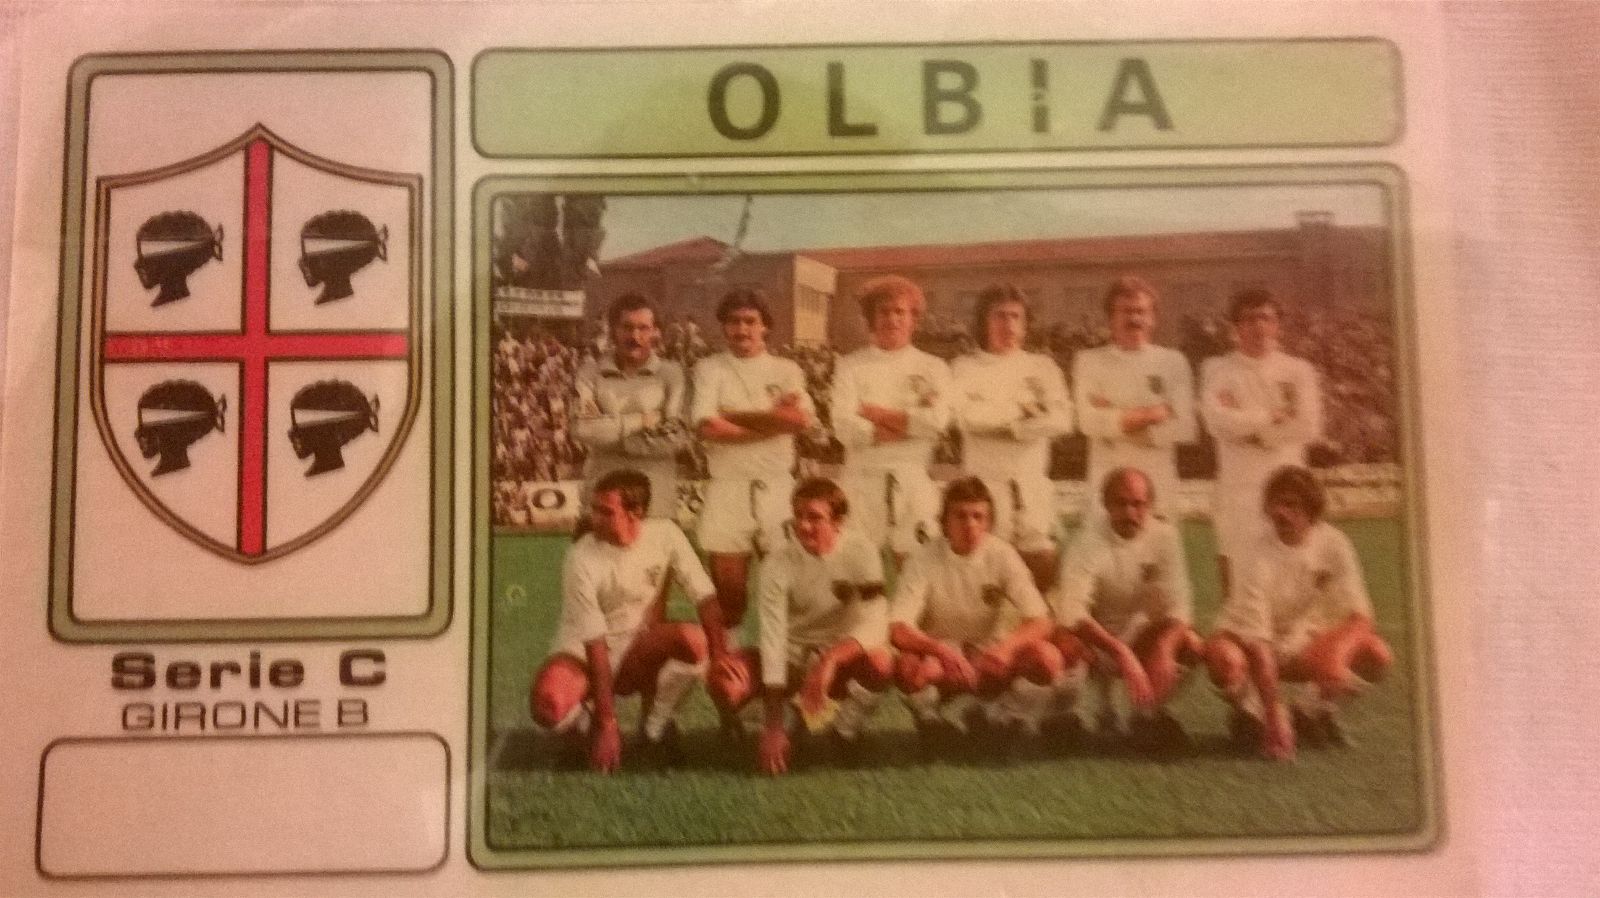 OLBIA
Serie C
GIRONE B